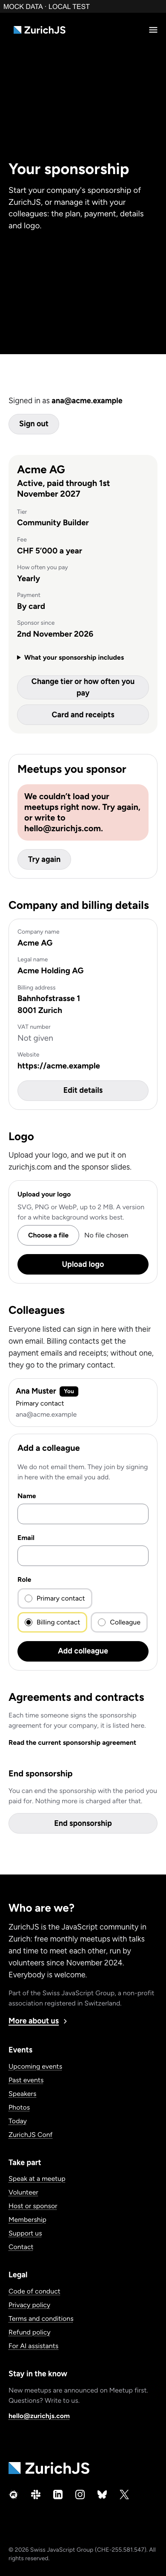 MOCK DATA · LOCAL TEST
ZurichJS
Your sponsorship
Start your company's sponsorship of
ZurichJS, or manage it with your
colleagues: the plan, payment, details
and logo.
Signed in as ana@acme.example
Sign out
Acme AG
Active, paid through 1st
November 2027
Tier
Community Builder
Fee
CHF 5'000 a year
How often you pay
Yearly
Payment
By card
Sponsor since
2nd November 2026
What your sponsorship includes
Change tier or how often you
pay
Card and receipts
Meetups you sponsor
We couldn't load your
meetups right now. Try again,
or write to
hello@zurichjs.com.
Try again
Company and billing details
Company name
Acme AG
Legal name
Acme Holding AG
Billing address
Bahnhofstrasse 1
8001 Zurich
VAT number
Not given
Website
https://acme.example
Edit details
Logo
Upload your logo, and we put it on
zurichjs.com and the sponsor slides.
Upload your logo
SVG, PNG or WebP, up to 2 MB. A version
for a white background works best.
Choose a file No file chosen
Upload logo
Colleagues
Everyone listed can sign in here with their
own email. Billing contacts get the
payment emails and receipts; without one,
they go to the primary contact.
Ana Muster You
Primary contact
ana@acme.example
Add a colleague
We do not email them. They join by signing
in here with the email you add.
Name
Email
Role
Primary contact
Billing contact Colleague
Add colleague
Agreements and contracts
Each time someone signs the sponsorship
agreement for your company, it is listed here.
Read the current sponsorship agreement
End sponsorship
You can end the sponsorship with the period you
paid for. Nothing more is charged after that.
End sponsorship
Who are we?
ZurichJS is the JavaScript community in
Zurich: free monthly meetups with talks
and time to meet each other, run by
volunteers since November 2024.
Everybody is welcome.
Part of the Swiss JavaScript Group, a non-profit
association registered in Switzerland.
More about us
Events
Upcoming events
Past events
Speakers
Photos
Today
ZurichJS Conf
Take part
Speak at a meetup
Volunteer
Host or sponsor
Membership
Support us
Contact
Legal
Code of conduct
Privacy policy
Terms and conditions
Refund policy
For AI assistants
Stay in the know
New meetups are announced on Meetup first.
Questions? Write to us.
hello@zurichjs.com
ZurichJS
© 2026 Swiss JavaScript Group (CHE-255.581.547). All
rights reserved.